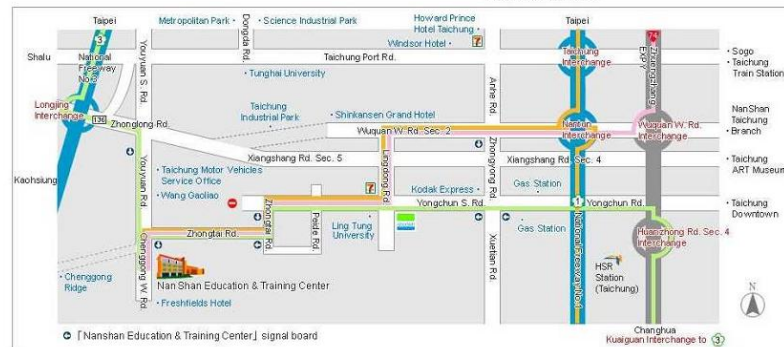 Taipei
Metropolitan Park
Science Industrial Park
Howard Prince
Hotel Taichung
Windsor Hotel
7
Taipei
74
3
Youyuan S. Rd.
Dongda Rd.
Shalu
National
Freeway
No.3
Taichung Port Rd.
Taichung
Interchange
Zhuengzhang
EXPY
Sogo
Taichung
Train Station
Tunghai University
Anhe Rd.
Longjing
Interchange
136
Zhonglong Rd.
Taichung
Industrial Park
Shinkansen Grand Hotel
Wuquan W. Rd. Sec. 2
Nantun
Interchange
Wuquan W. Rd.
Interchange
NanShan
Taichung
Branch
Xiangshang Rd. Sec. 5
Lingdong Rd.
Zhongyong Rd.
Xiangshang Rd. Sec. 4
Taichung
ART Museum
Kaohsiung
Youyuan Rd.
Taichung Motor Vehicles
Service Office
Wang Gaoliao
7
Kodak Express
Gas Station
1
Yongchun S. Rd.
Yongchun Rd.
Taichung
Downtown
Zhongtai Rd.
Zhongtai Rd.
Peide Rd.
Ling Tung
University
Xuetian Rd.
Gas Station
National Freeway No.1
Huanzhong Rd. Sec. 4
Interchange
Chenggong W. Rd.
Chenggong
Ridge
Nan Shan Education & Training Center
HSR
Station
(Taichung)
Freshfields Hotel
N
「Nanshan Education & Training Center」 signal board
Changhua
Kuaiguan Interchange to 3